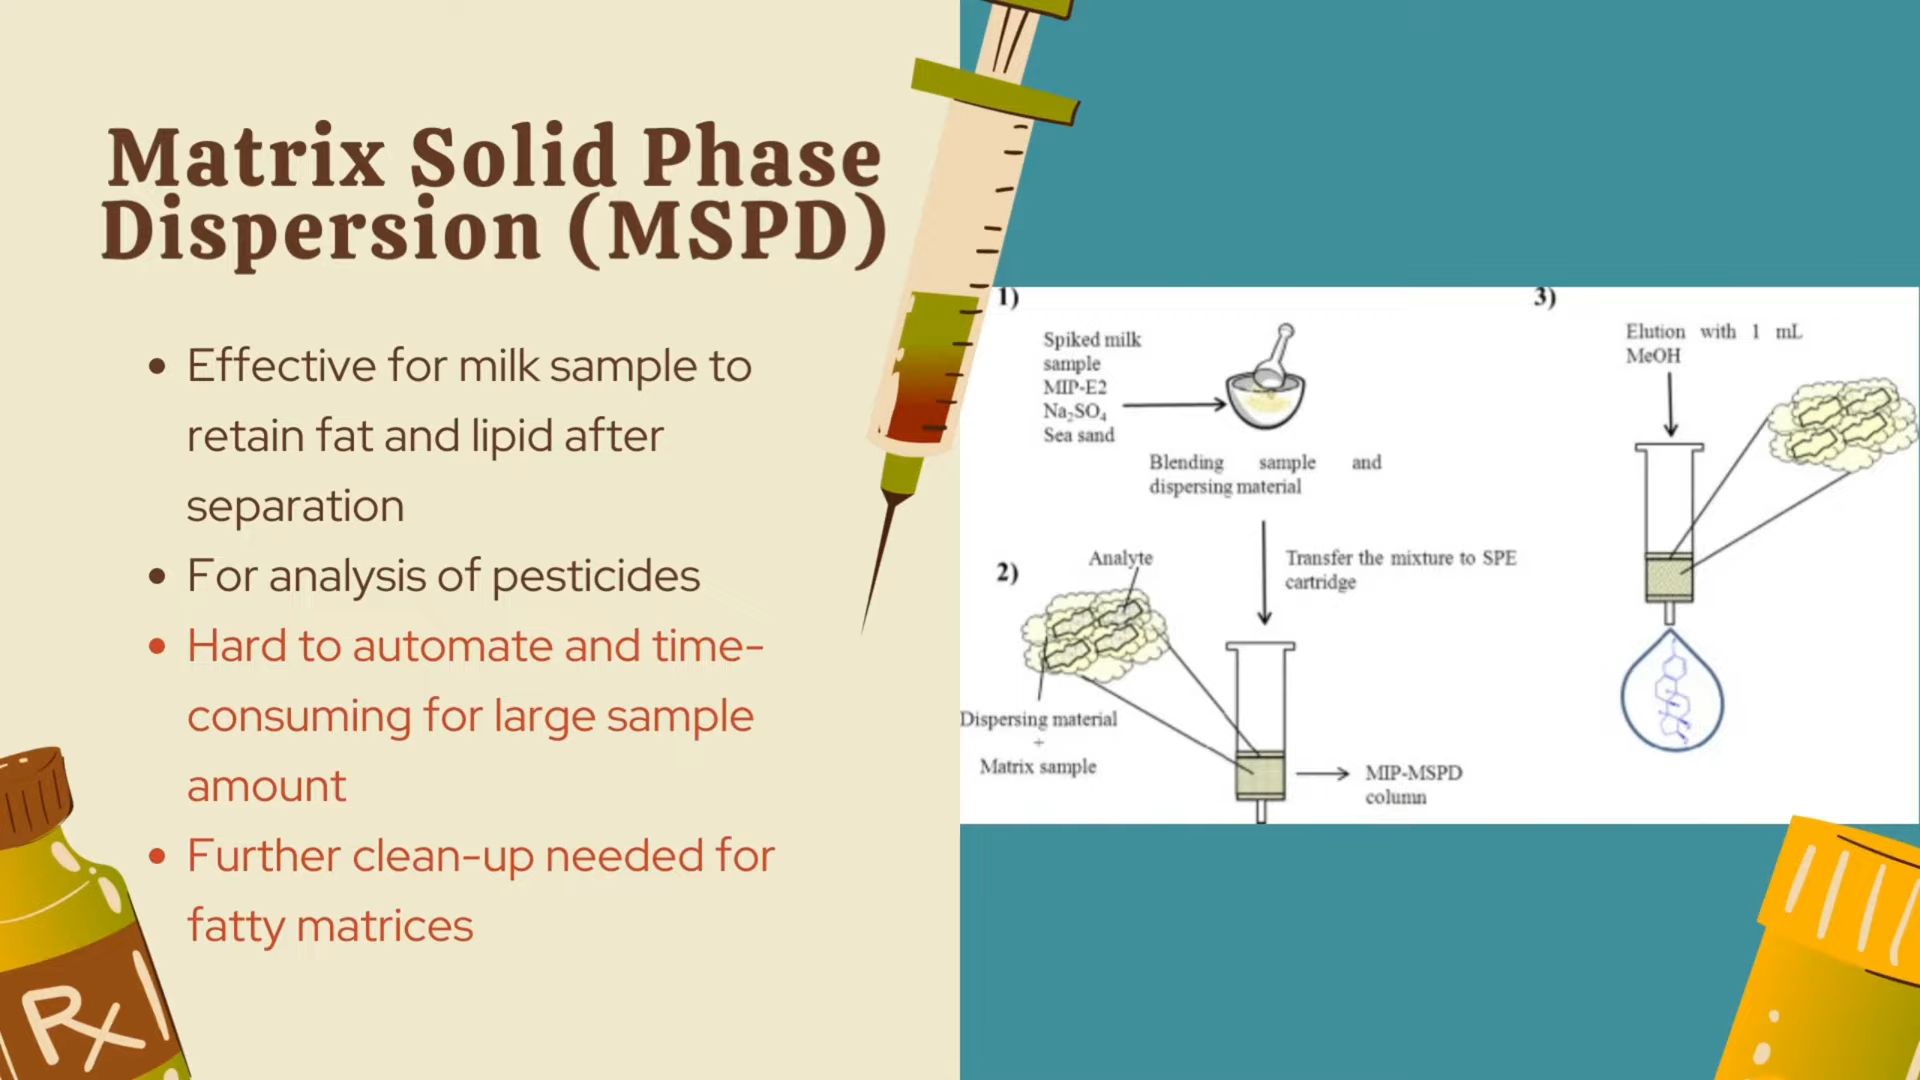 Matrix Solid Phase
Dispersion (MSPD)
• Effective for milk sample to
retain fat and lipid after
separation
• For analysis of pesticides
• Hard to automate and time-
consuming for large sample
amount
• Further clean-up needed for
fatty matrices
Rx
1)
Spiked milk
sample
MIP-E2
Na₂SO₄
Sea sand
Blending sample and
dispersing material
Transfer the mixture to SPE
cartridge
2)
Analyte
Dispersing material
+
Matrix sample
MIP-MSPD
column
3)
Elution with 1 mL
MeOH